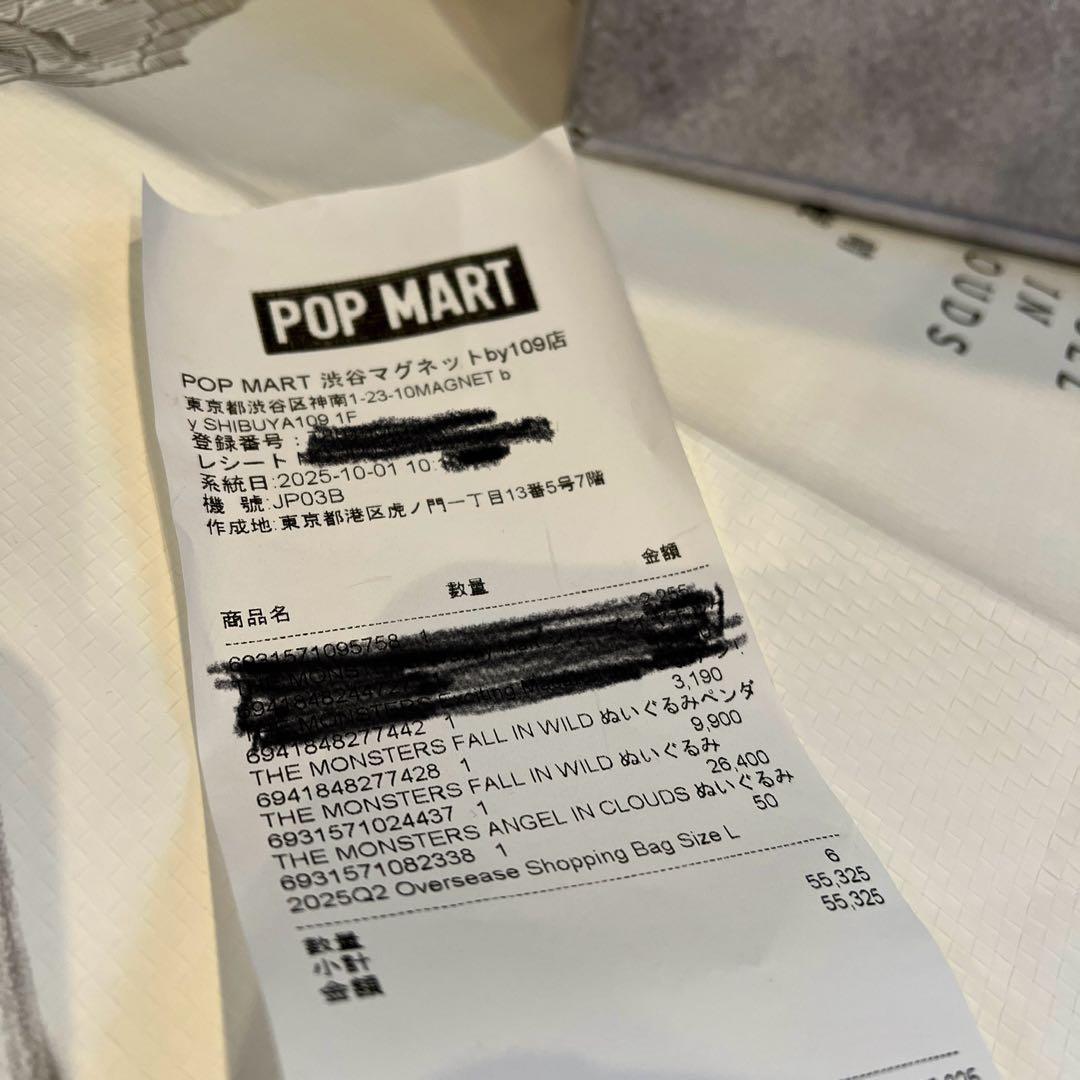 POP MART
POP MART 渋谷マグネットby109店
東京都渋谷区神南1-23-10MAGNET b
y SHIBUYA109 1F
登録番号:
レシート
系統日:2025-10-01 10:
機 號:JP03B
作成地:東京都港区虎ノ門一丁目13番5号7階
商品名 数量 金額
6931571095758 1
6941848277442 1 3,190
THE MONSTERS FALL IN WILD ぬいぐるみペンダ
6941848277428 1 9,900
THE MONSTERS FALL IN WILD ぬいぐるみ
6931571024437 1 26,400
THE MONSTERS ANGEL IN CLOUDS ぬいぐるみ
6931571082338 1 50
2025Q2 Oversease Shopping Bag Size L
数量 6
小計 55,325
金額 55,325
IN